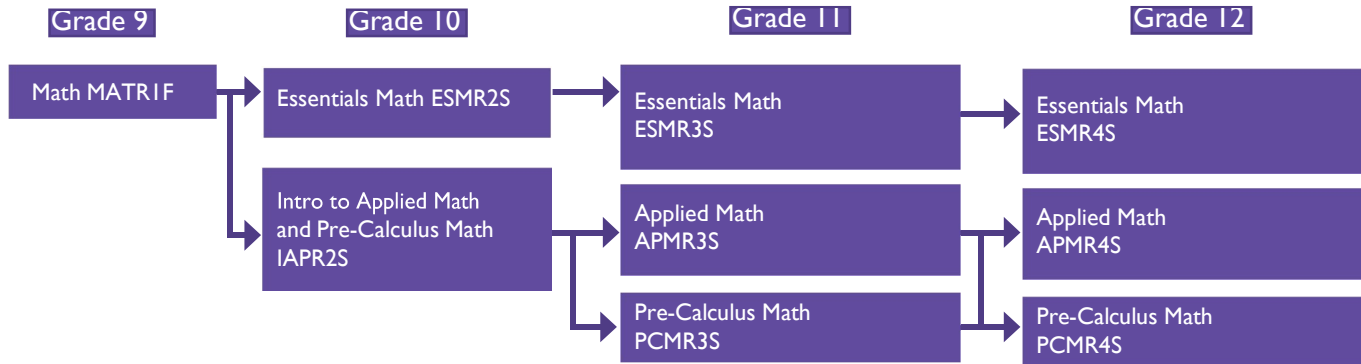 Grade 9
Grade 10
Grade 11
Grade 12
Math MATR1F
Essentials Math ESMR2S
Essentials Math
ESMR3S
Essentials Math
ESMR4S
Intro to Applied Math
and Pre-Calculus Math
IAPR2S
Applied Math
APMR3S
Applied Math
APMR4S
Pre-Calculus Math
PCMR3S
Pre-Calculus Math
PCMR4S